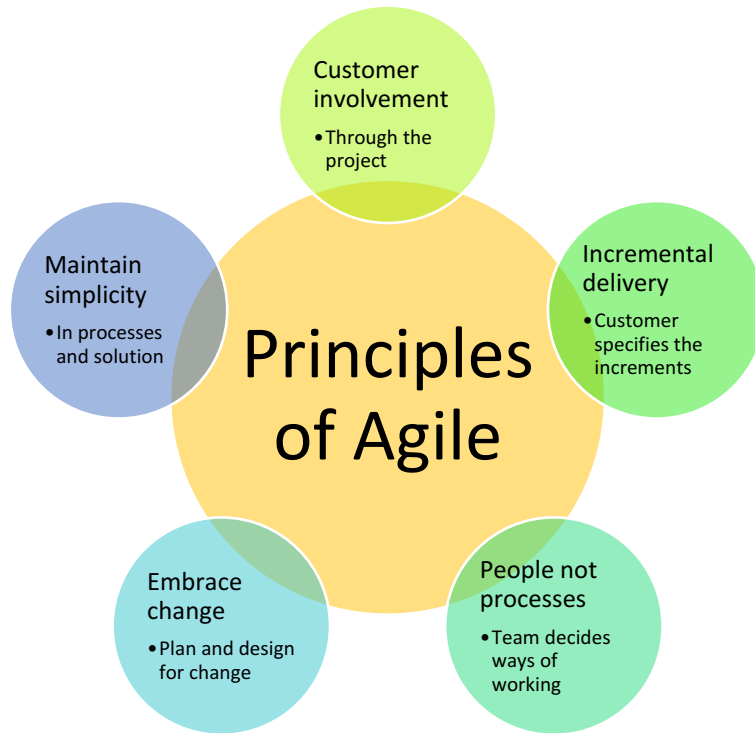 Customer
involvement
•Through the
project
Incremental
delivery
•Customer
specifies the
increments
People not
processes
•Team decides
ways of
working
Embrace
change
•Plan and design
for change
Maintain
simplicity
•In processes
and solution
Principles
of Agile